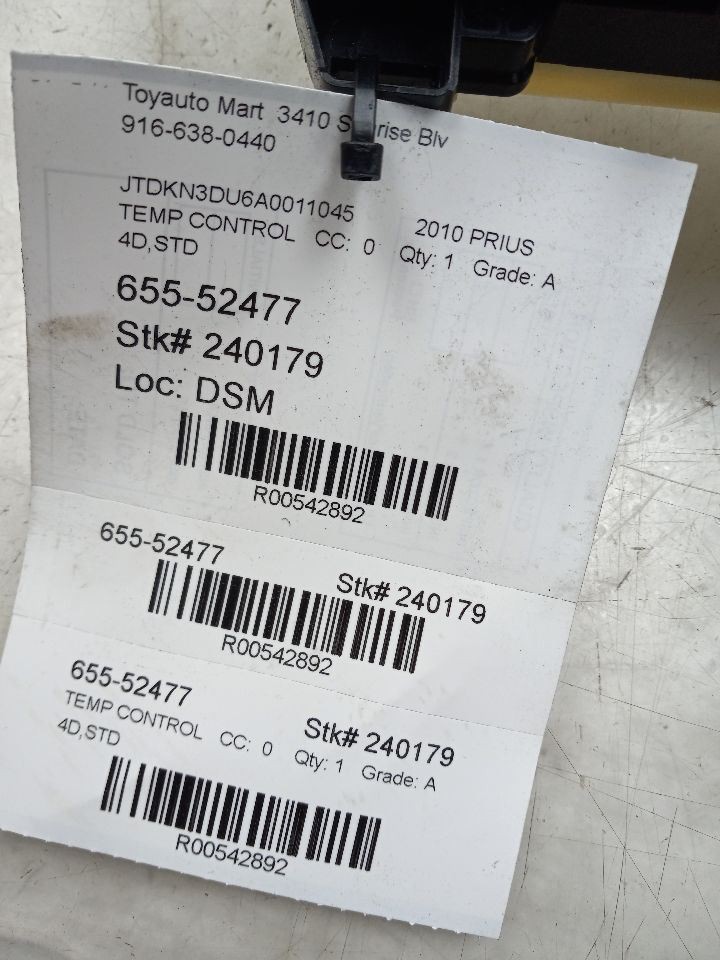 Toyauto Mart 3410 Blv
916-638-0440
JTDKN3DU6A0011045 2010 PRIUS
TEMP CONTROL CC: 0 Qty: 1 Grade: A
4D,STD
655-52477
Stk# 240179
Loc: DSM
R00542892
655-52477 Stk# 240179
R00542892
655-52477 Stk# 240179
TEMP CONTROL CC: 0 Qty: 1 Grade: A
4D,STD
R00542892